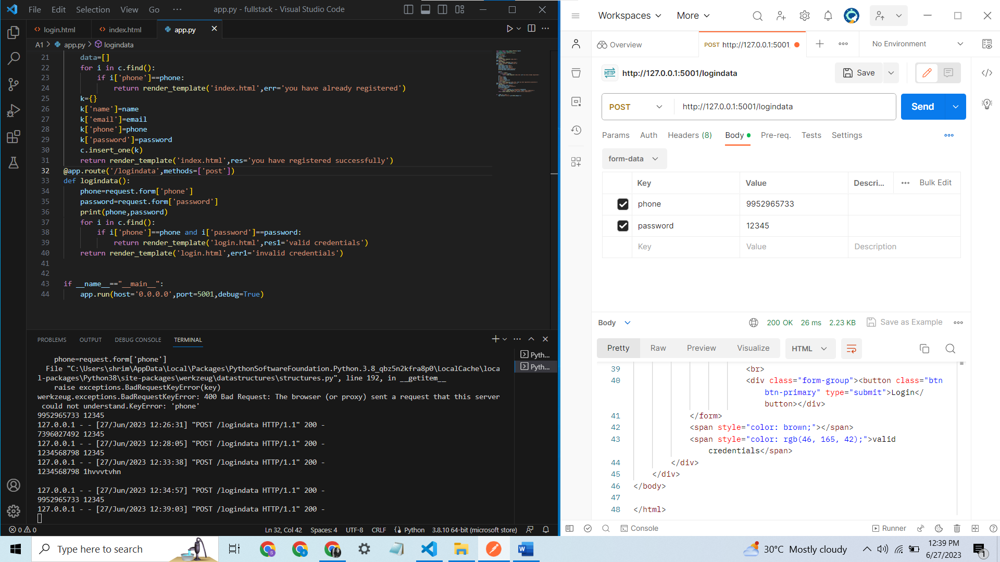 File Edit Selection View Go ··· app.py - fullstack - Visual Studio Code
login.html index.html app.py
A1 > app.py > logindata
21 data=[]
22 for i in c.find():
23 if i['phone']==phone:
24 return render_template('index.html',err='you have already registered')
25 k={}
26 k['name']=name
27 k['email']=email
28 k['phone']=phone
29 k['password']=password
30 c.insert_one(k)
31 return render_template('index.html',res='you have registered successfully')
32 @app.route('/logindata',methods=['post'])
33 def logindata():
34 phone=request.form['phone']
35 password=request.form['password']
36 print(phone,password)
37 for i in c.find():
38 if i['phone']==phone and i['password']==password:
39 return render_template('login.html',res1='valid credentials')
40 return render_template('login.html',err1='invalid credentials')
41
42
43 if __name__=="__main__":
44 app.run(host='0.0.0.0',port=5001,debug=True)
PROBLEMS OUTPUT DEBUG CONSOLE TERMINAL
Pyth...
Pyth...
phone=request.form['phone']
File "C:\Users\shrim\AppData\Local\Packages\PythonSoftwareFoundation.Python.3.8_qbz5n2kfra8p0\LocalCache\loca
l-packages\Python38\site-packages\werkzeug\datastructures\structures.py", line 192, in __getitem__
raise exceptions.BadRequestKeyError(key)
werkzeug.exceptions.BadRequestKeyError: 400 Bad Request: The browser (or proxy) sent a request that this server
could not understand.KeyError: 'phone'
9952965733 12345
127.0.0.1 - - [27/Jun/2023 12:26:31] "POST /logindata HTTP/1.1" 200 -
7396027492 12345
127.0.0.1 - - [27/Jun/2023 12:28:05] "POST /logindata HTTP/1.1" 200 -
1234568798 12345
127.0.0.1 - - [27/Jun/2023 12:33:38] "POST /logindata HTTP/1.1" 200 -
1234568798 1hvvvtvhn
127.0.0.1 - - [27/Jun/2023 12:34:57] "POST /logindata HTTP/1.1" 200 -
9952965733 12345
127.0.0.1 - - [27/Jun/2023 12:39:03] "POST /logindata HTTP/1.1" 200 -
0 0 Ln 32, Col 42 Spaces: 4 UTF-8 CRLF Python 3.8.10 64-bit (microsoft store)
Workspaces More
Overview POST http://127.0.0.1:5001, No Environment
HTTP http://127.0.0.1:5001/logindata Save
POST http://127.0.0.1:5001/logindata Send
Params Auth Headers (8) Body Pre-req. Tests Settings
form-data
Key Value Descri... Bulk Edit
phone 9952965733
password 12345
Key Value Description
Body 200 OK 26 ms 2.23 KB Save as Example
Pretty Raw Preview Visualize HTML
39 <br>
40 <div class="form-group"><button class="btn
btn-primary" type="submit">Login</
button></div>
41 </form>
42 <span style="color: brown;"></span>
43 <span style="color: rgb(46, 165, 42);">valid
credentials</span>
44 </div>
45 </div>
46 </body>
47
48 </html>
Console Runner
Type here to search 30°C Mostly cloudy 12:39 PM
6/27/2023 1